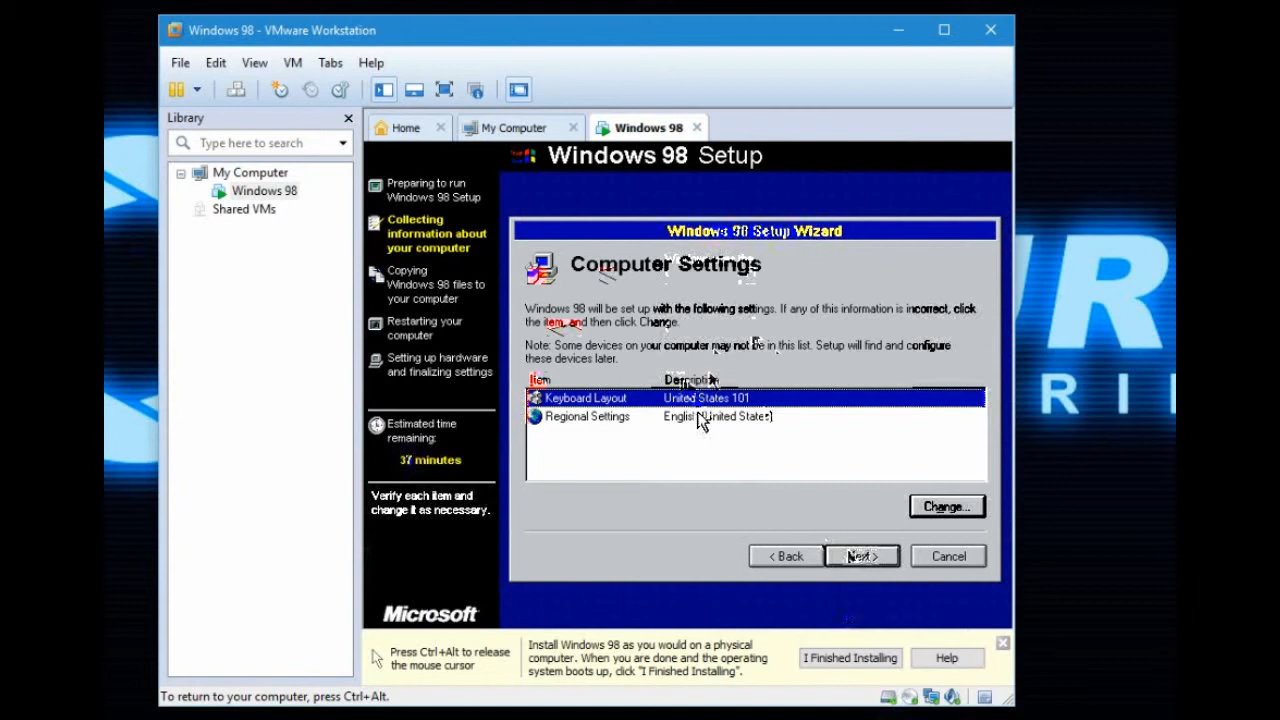 Windows 98 - VMware Workstation
File Edit View VM Tabs Help
Library
Type here to search
My Computer
Windows 98
Shared VMs
Home
My Computer
Windows 98
Windows 98 Setup
Preparing to run
Windows 98 Setup
Collecting
information about
your computer
Copying
Windows 98 files to
your computer
Restarting your
computer
Setting up hardware
and finalizing settings
Estimated time
remaining:
37 minutes
Verify each item and
change it as necessary.
Microsoft
Windows 98 Setup Wizard
Computer Settings
Windows 98 will be set up with the following settings. If any of this information is incorrect, click
the item, and then click Change.
Note: Some devices on your computer may not be in this list. Setup will find and configure
these devices later.
Item Description
Keyboard Layout United States 101
Regional Settings English (United States)
Change...
< Back
Next >
Cancel
Press Ctrl+Alt to release
the mouse cursor
Install Windows 98 as you would on a physical
computer. When you are done and the operating
system boots up, click "I Finished Installing".
I Finished Installing
Help
To return to your computer, press Ctrl+Alt.